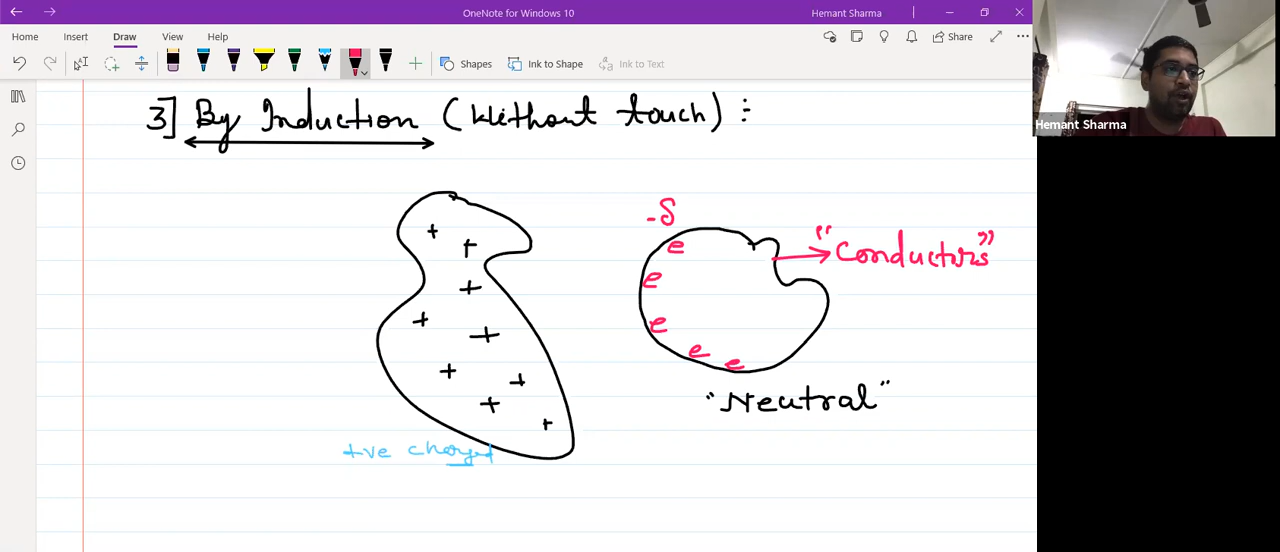 OneNote for Windows 10
Hemant Sharma
Home Insert Draw View Help
Share
Shapes Ink to Shape Ink to Text
3] By Induction (Without touch) :
-δ
"Conductors"
+ + + + + + + + +
e e e e e
"Neutral"
+ve charged
Hemant Sharma